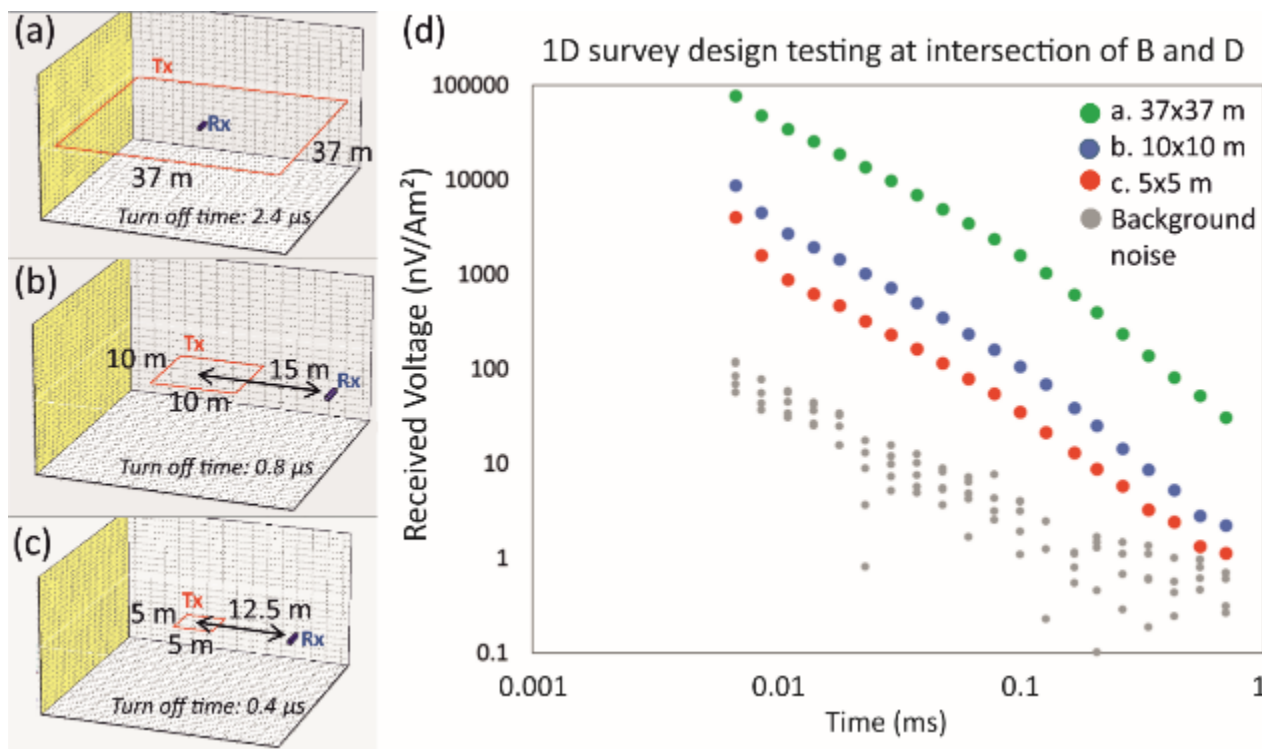 (a)
Tx
Rx
37 m
37 m
Turn off time: 2.4 µs
(b)
Tx
10 m
15 m
Rx
10 m
Turn off time: 0.8 µs
(c)
Tx
5 m
12.5 m
Rx
5 m
Turn off time: 0.4 µs
(d)
1D survey design testing at intersection of B and D
Received Voltage (nV/Am²)
100000
10000
1000
100
10
1
0.1
0.001
0.01
0.1
1
Time (ms)
a. 37x37 m
b. 10x10 m
c. 5x5 m
Background
noise